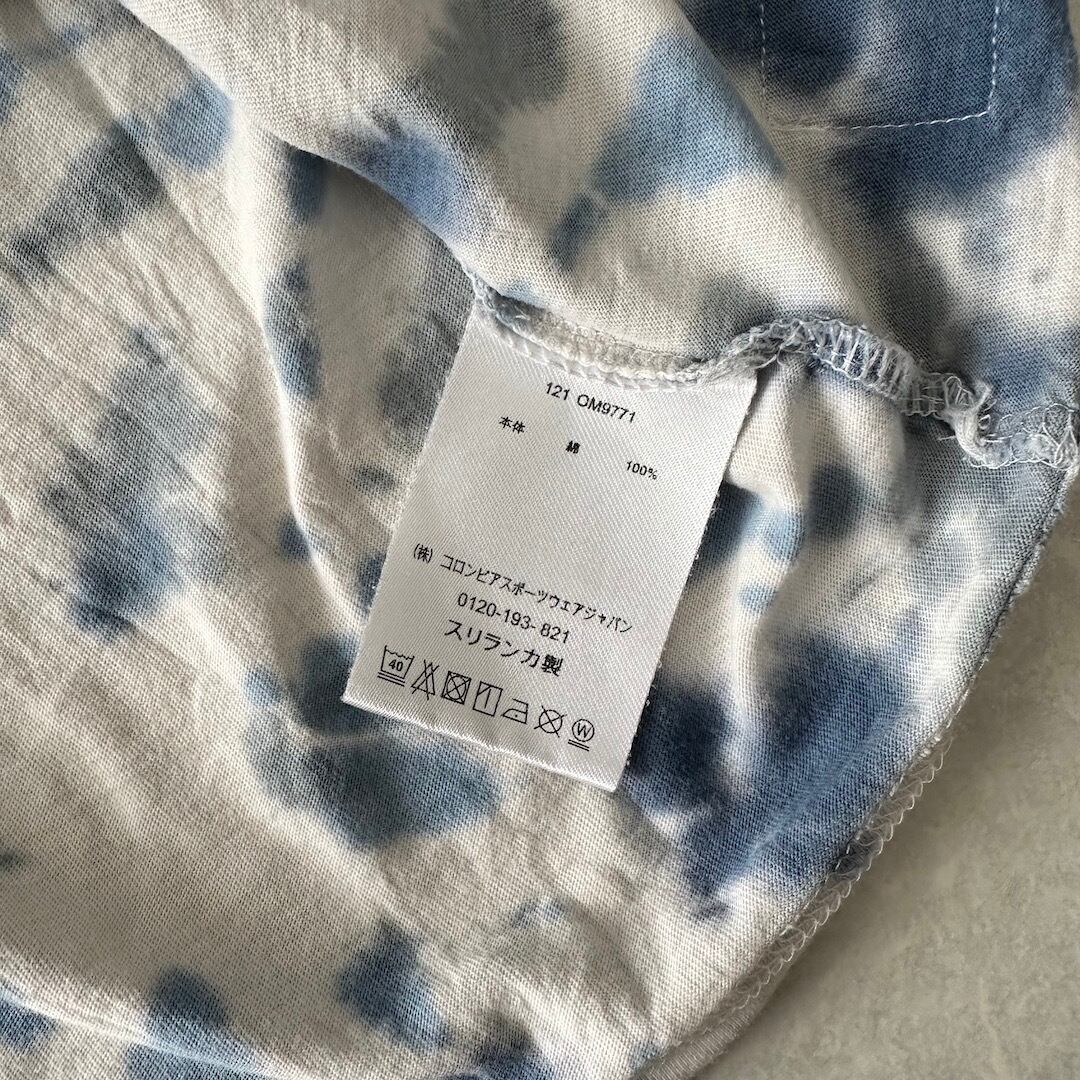 121 OM9771
本体 綿 100%
(株) コロンビアスポーツウェアジャパン
0120-193-821
スリランカ製
40 W